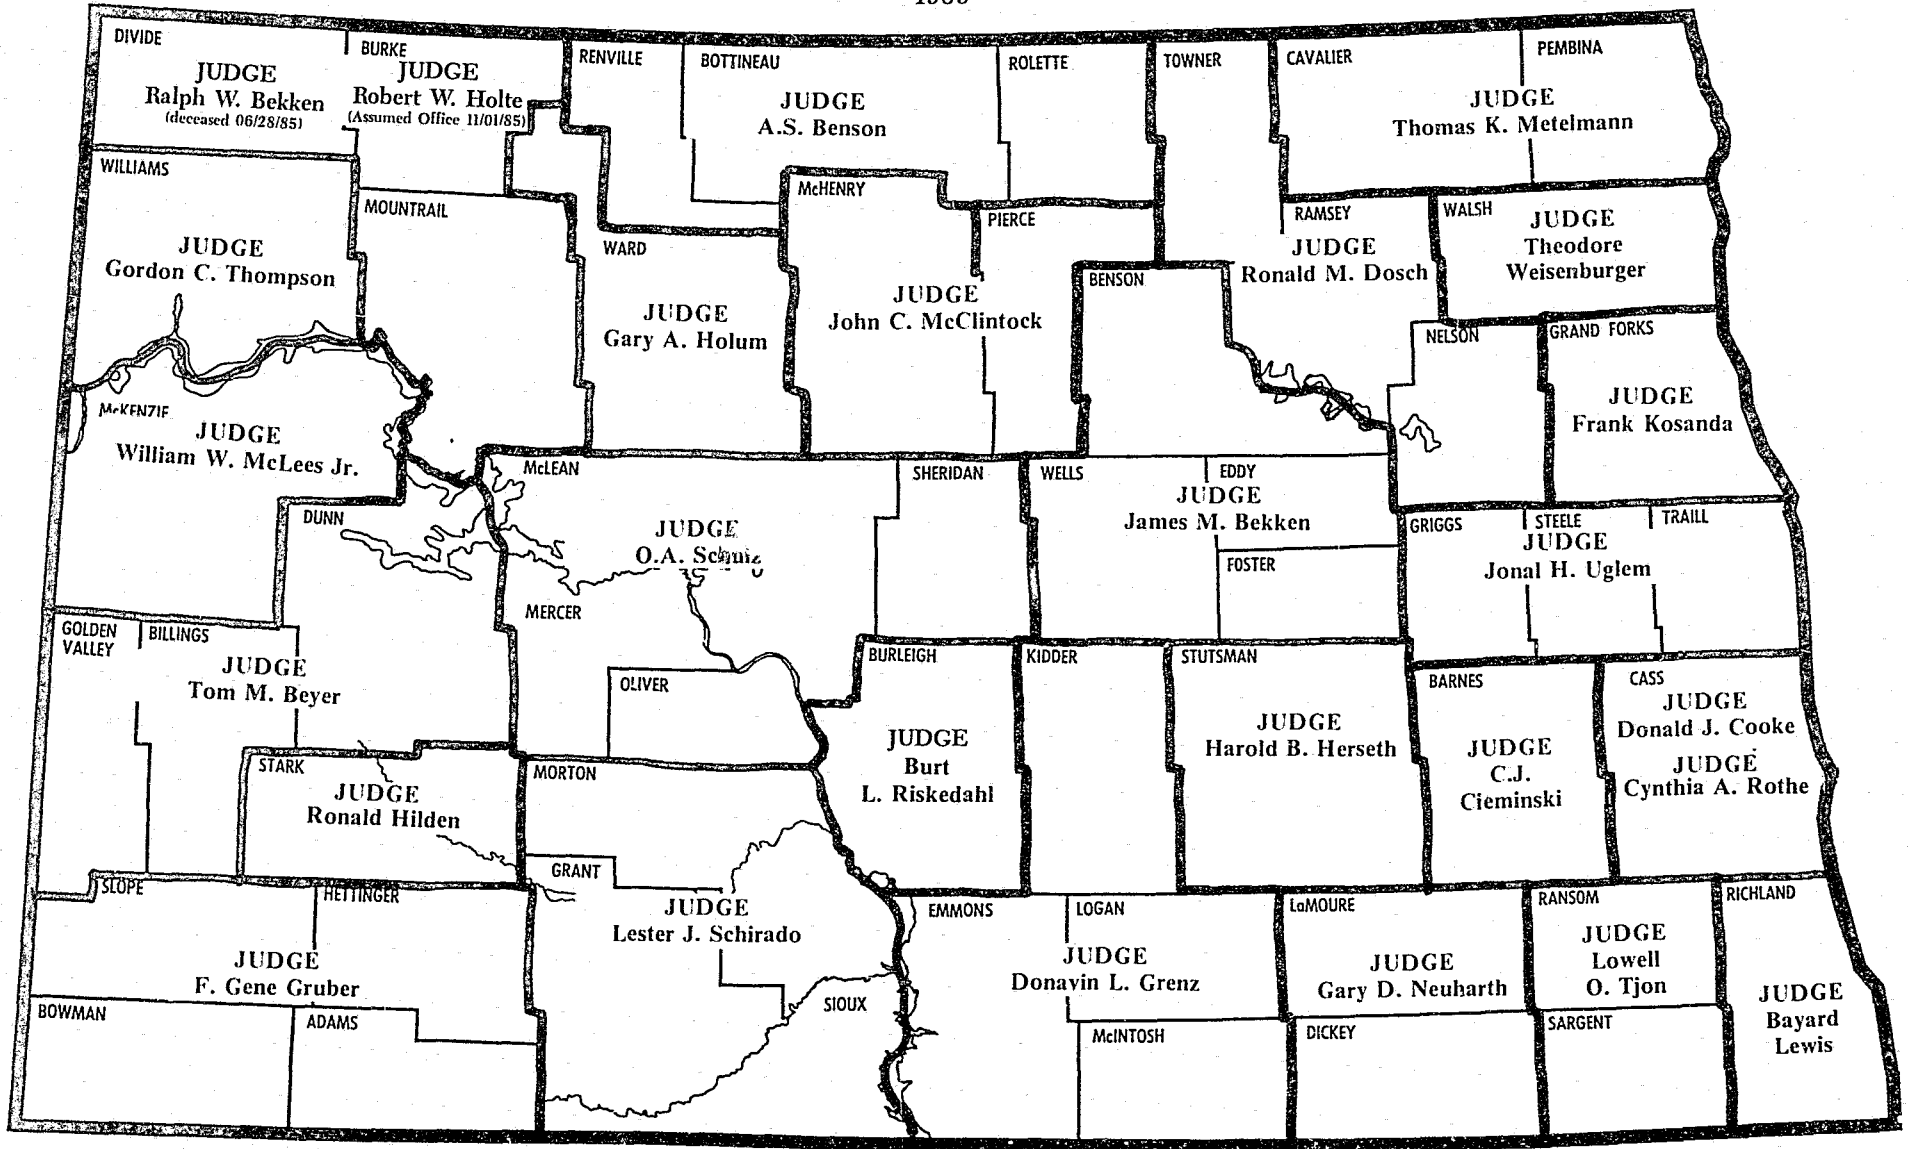 DIVIDE
JUDGE
Ralph W. Bekken
(deceased 06/28/85)
BURKE
JUDGE
Robert W. Holte
(Assumed Office 11/01/85)
RENVILLE
BOTTINEAU
JUDGE
A.S. Benson
ROLETTE
TOWNER
CAVALIER
PEMBINA
JUDGE
Thomas K. Metelmann
WILLIAMS
JUDGE
Gordon C. Thompson
MOUNTRAIL
WARD
JUDGE
Gary A. Holum
McHENRY
JUDGE
John C. McClintock
PIERCE
BENSON
RAMSEY
JUDGE
Ronald M. Dosch
WALSH
JUDGE
Theodore
Weisenburger
NELSON
GRAND FORKS
JUDGE
Frank Kosanda
McKENZIE
JUDGE
William W. McLees Jr.
DUNN
McLEAN
JUDGE
O.A. Schulz
SHERIDAN
WELLS
EDDY
JUDGE
James M. Bekken
FOSTER
GRIGGS
STEELE
TRAILL
JUDGE
Jonal H. Uglem
MERCER
OLIVER
GOLDEN
VALLEY
BILLINGS
JUDGE
Tom M. Beyer
STARK
JUDGE
Ronald Hilden
MORTON
BURLEIGH
JUDGE
Burt
L. Riskedahl
KIDDER
STUTSMAN
JUDGE
Harold B. Herseth
BARNES
JUDGE
C.J.
Cieminski
CASS
JUDGE
Donald J. Cooke
JUDGE
Cynthia A. Rothe
SLOPE
HETTINGER
JUDGE
F. Gene Gruber
BOWMAN
ADAMS
GRANT
JUDGE
Lester J. Schirado
SIOUX
EMMONS
LOGAN
JUDGE
Donavin L. Grenz
McINTOSH
LaMOURE
JUDGE
Gary D. Neuharth
DICKEY
RANSOM
JUDGE
Lowell
O. Tjon
SARGENT
RICHLAND
JUDGE
Bayard
Lewis